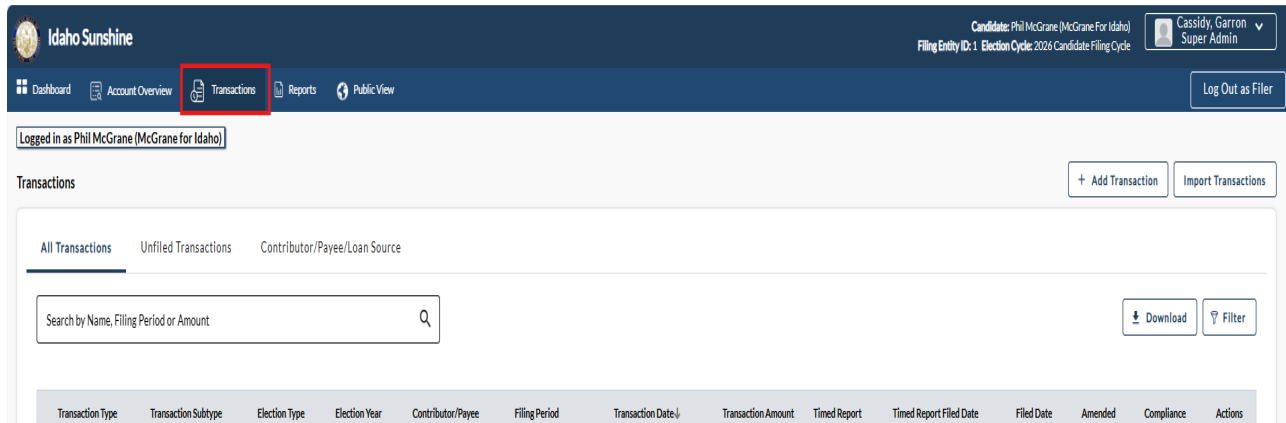 Idaho Sunshine
Candidate: Phil McGrane (McGrane For Idaho)
Filing Entity ID: 1 Election Cycle: 2026 Candidate Filing Cycle
Cassidy, Garron
Super Admin
Dashboard Account Overview Transactions Reports Public View Log Out as Filer
Logged in as Phil McGrane (McGrane for Idaho)
Transactions + Add Transaction Import Transactions
All Transactions Unfiled Transactions Contributor/Payee/Loan Source
Search by Name, Filing Period or Amount Download Filter
Transaction Type Transaction Subtype Election Type Election Year Contributor/Payee Filing Period Transaction Date↓ Transaction Amount Timed Report Timed Report Filed Date Filed Date Amended Compliance Actions